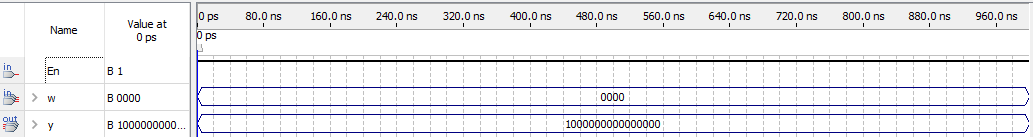 Name
Value at
0 ps
0 ps 80.0 ns 160.0 ns 240.0 ns 320.0 ns 400.0 ns 480.0 ns 560.0 ns 640.0 ns 720.0 ns 800.0 ns 880.0 ns 960.0 ns
0 ps
in En B 1
in w B 0000 0000
out y B 1000000000... 1000000000000000